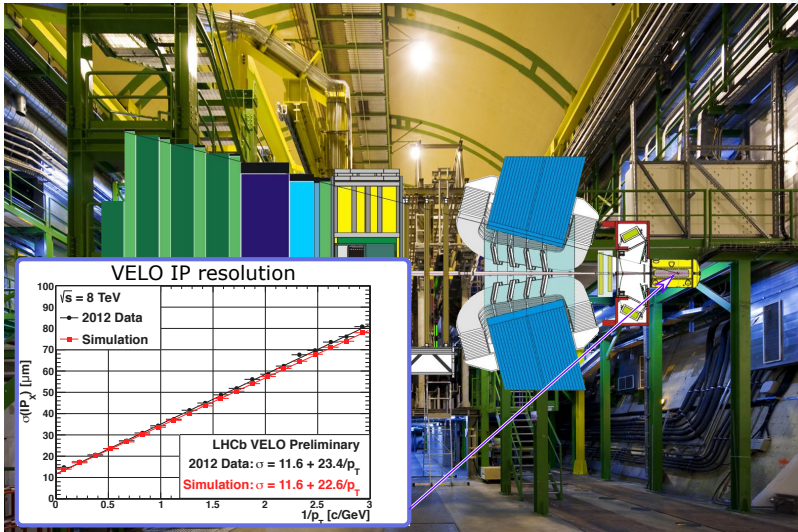 VELO IP resolution
√s = 8 TeV
2012 Data
Simulation
σ(IPₓ) [μm]
100
90
80
70
60
50
40
30
20
10
0
LHCb VELO Preliminary
2012 Data: σ = 11.6 + 23.4/p_T
Simulation: σ = 11.6 + 22.6/p_T
0 0.5 1 1.5 2 2.5 3
1/p_T [c/GeV]